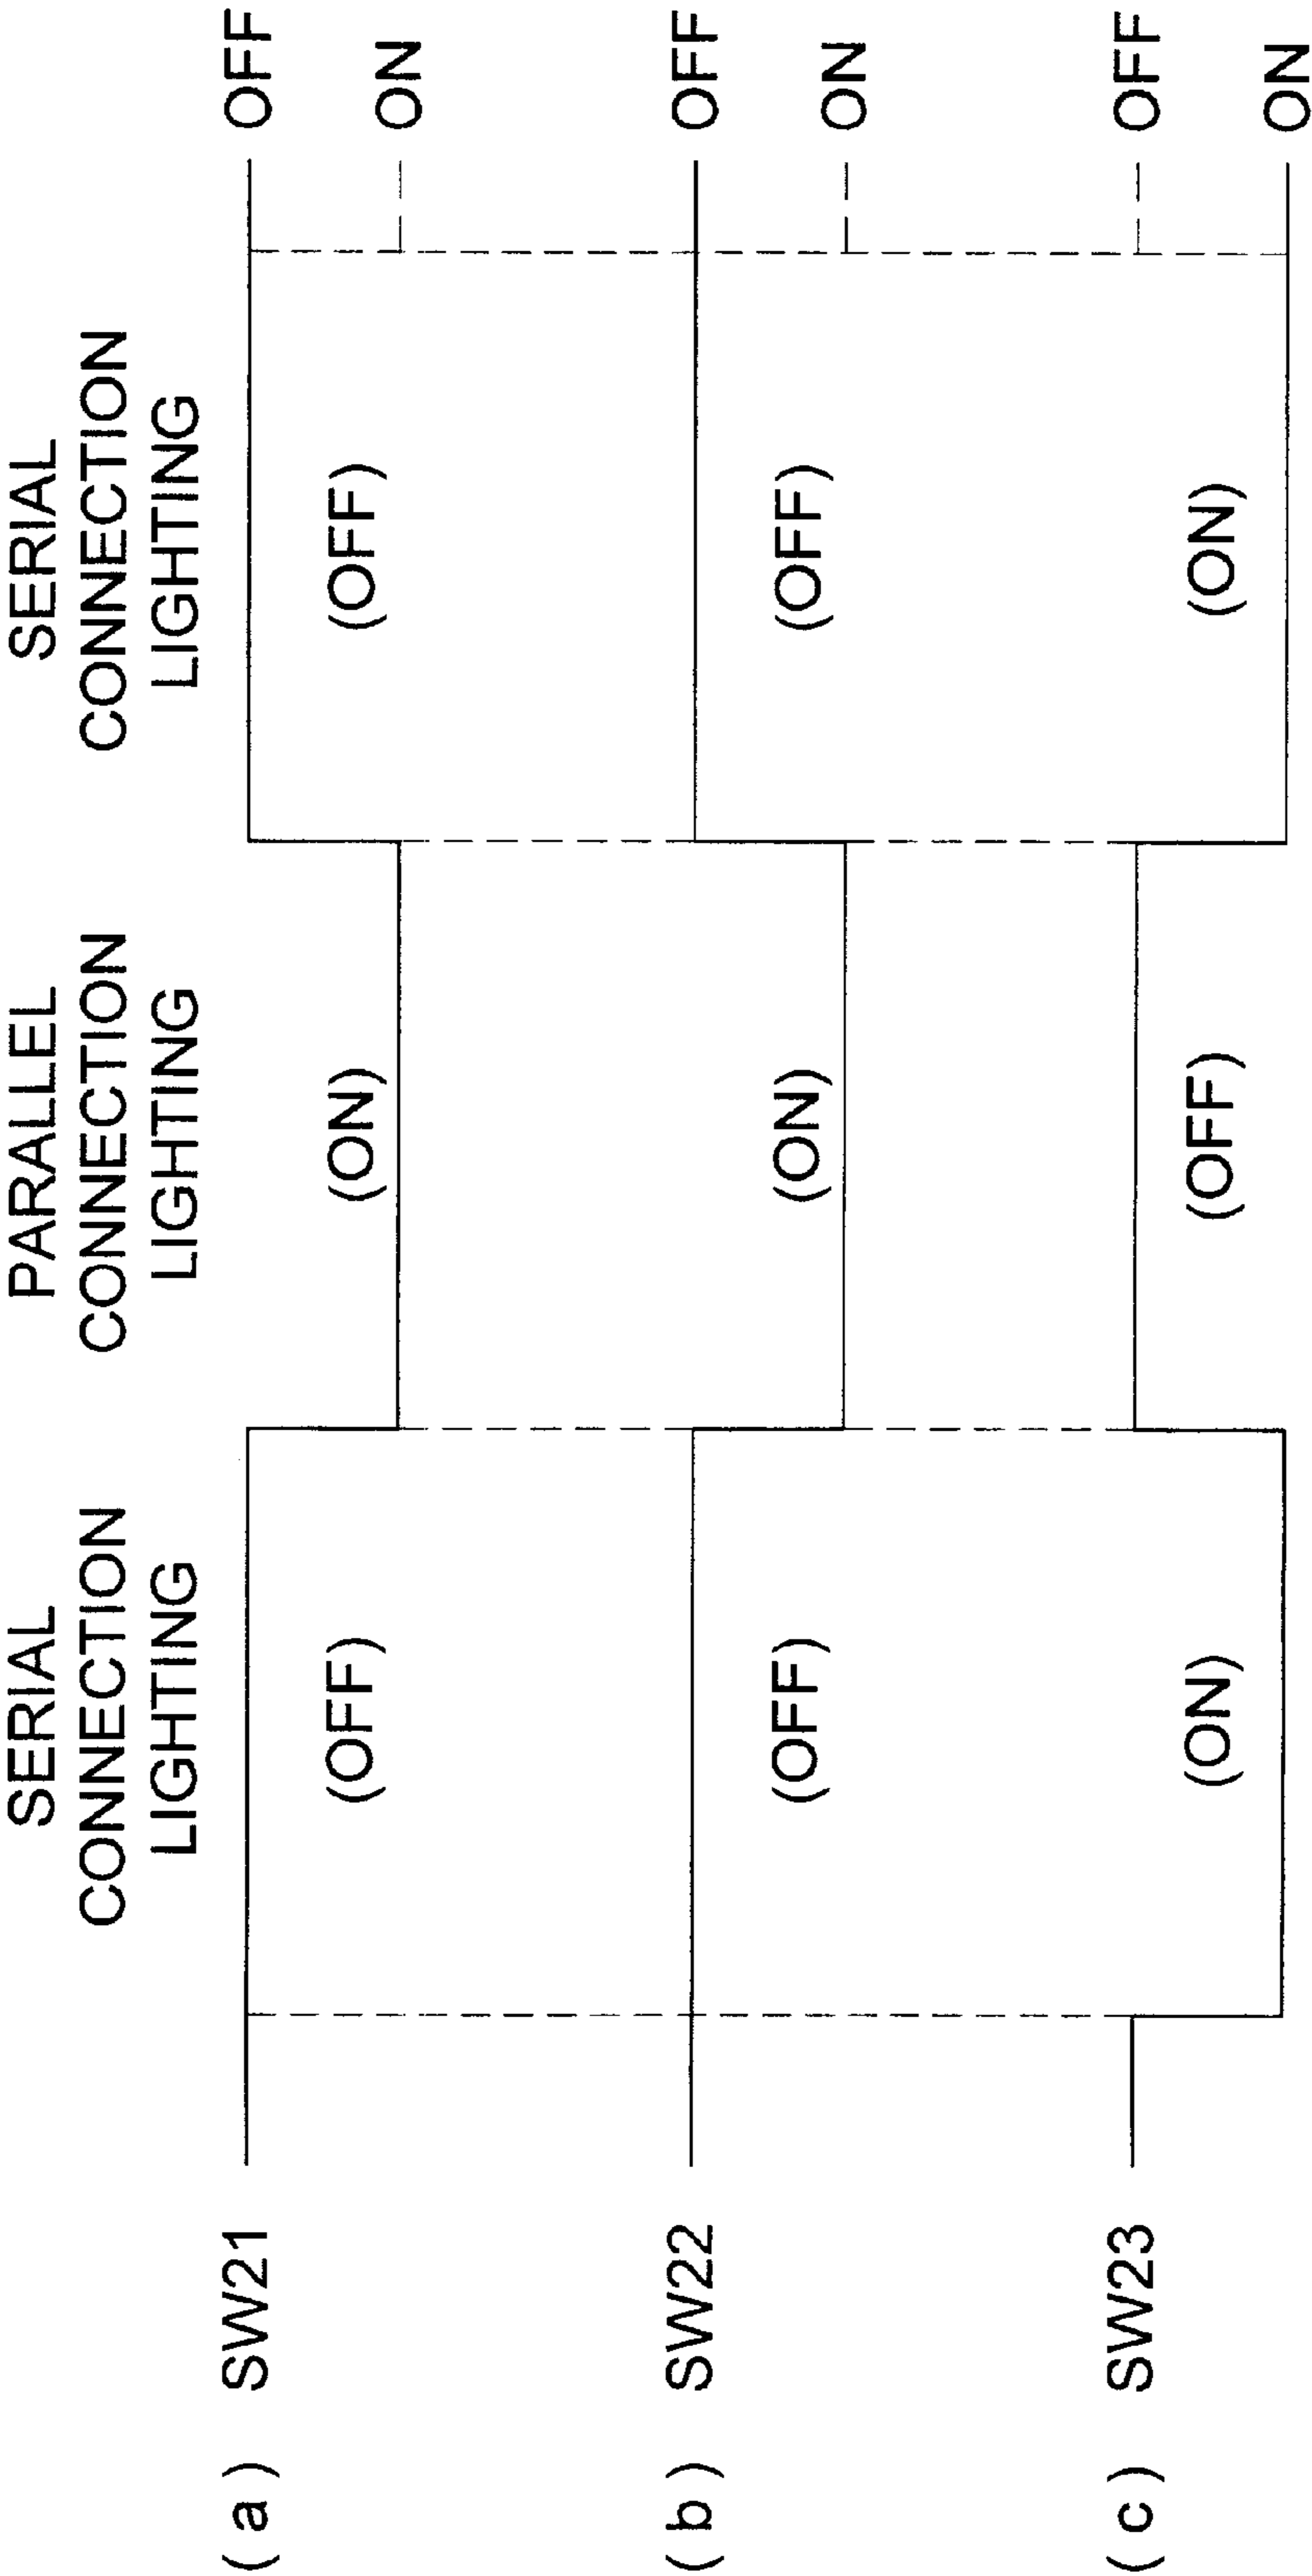 SERIAL
CONNECTION
LIGHTING
PARALLEL
CONNECTION
LIGHTING
SERIAL
CONNECTION
LIGHTING
( a ) SW21
(OFF)
(ON)
(OFF)
OFF
ON
( b ) SW22
(OFF)
(ON)
(OFF)
OFF
ON
( c ) SW23
(ON)
(OFF)
(ON)
OFF
ON